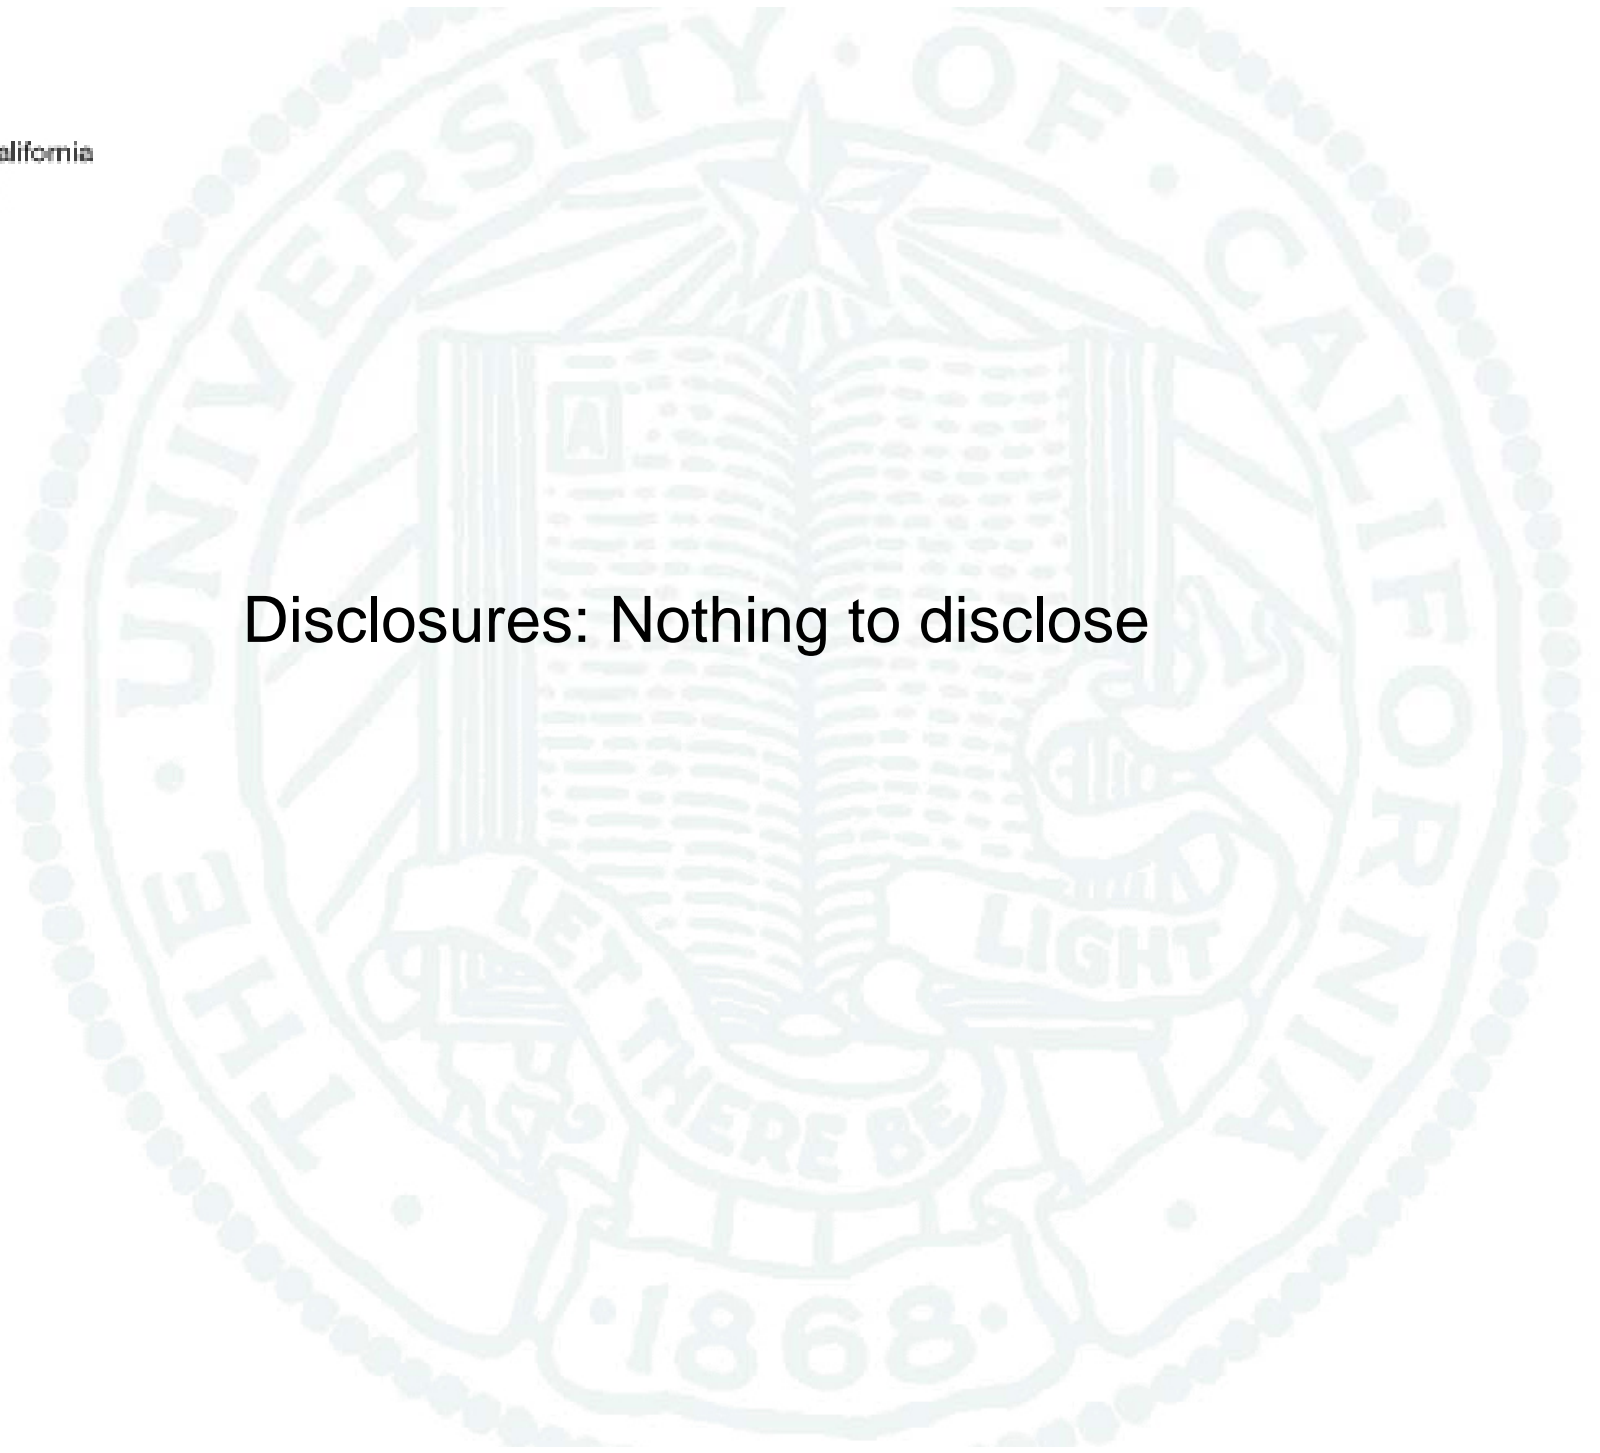 alifornia
THE · UNIVERSITY · OF · CALIFORNIA
A
Disclosures: Nothing to disclose
LET THERE BE
LIGHT
·1868·